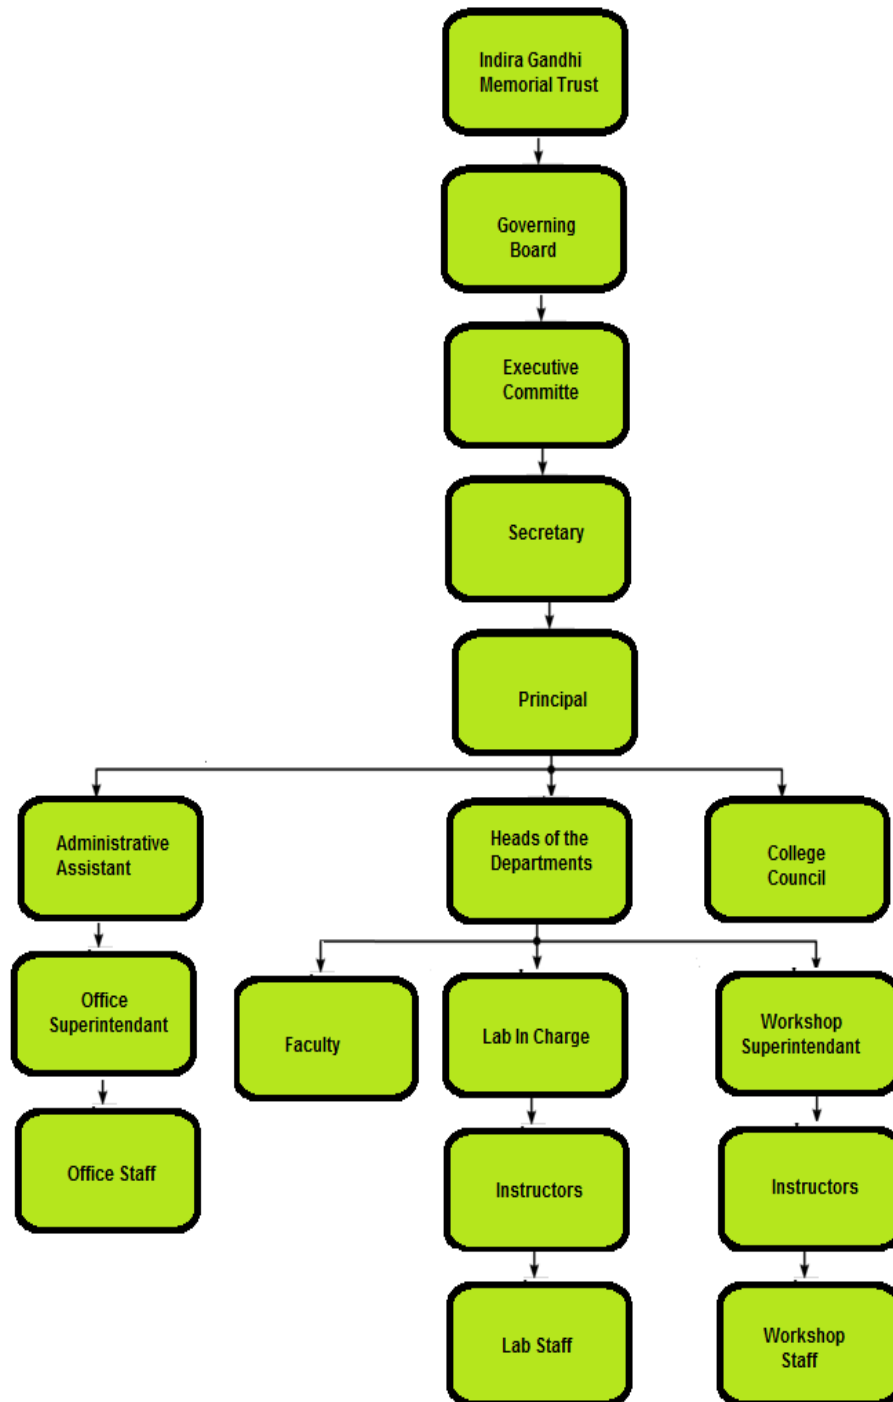 Indira Gandhi
Memorial Trust
Governing
Board
Executive
Committe
Secretary
Principal
Administrative
Assistant
Heads of the
Departments
College
Council
Office
Superintendant
Faculty
Lab In Charge
Workshop
Superintendant
Office Staff
Instructors
Instructors
Lab Staff
Workshop
Staff